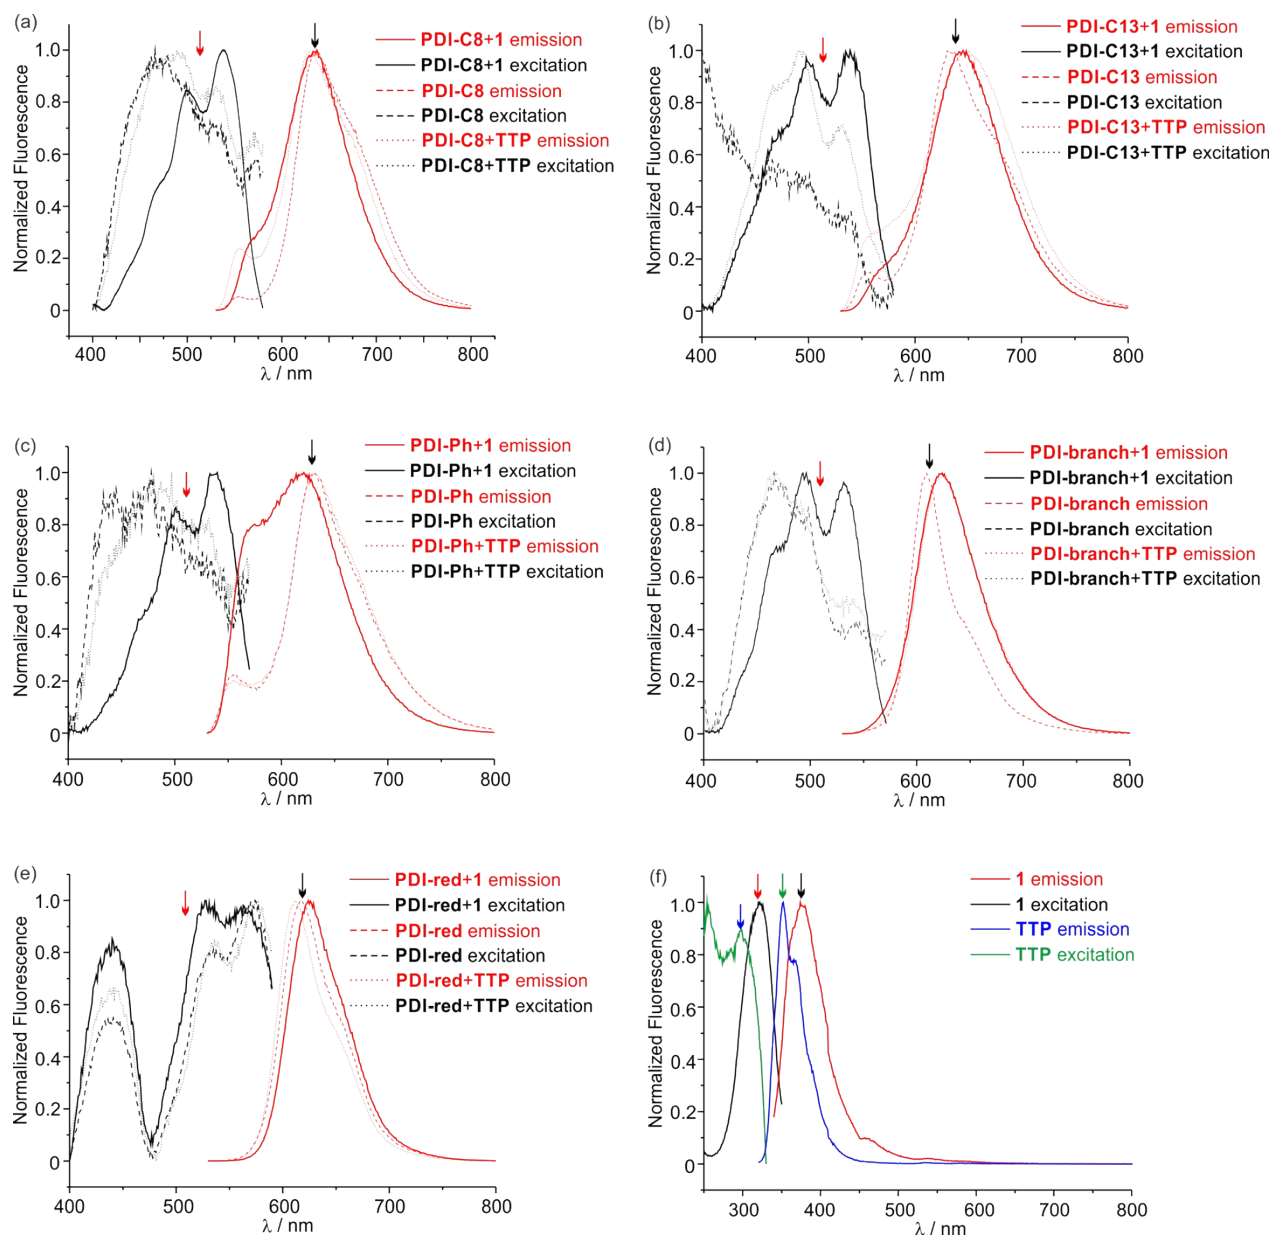 (a)
PDI-C8+1 emission
PDI-C8+1 excitation
PDI-C8 emission
PDI-C8 excitation
PDI-C8+TTP emission
PDI-C8+TTP excitation
Normalized Fluorescence
1.0
0.8
0.6
0.4
0.2
0
400 500 600 700 800
λ / nm
(b)
PDI-C13+1 emission
PDI-C13+1 excitation
PDI-C13 emission
PDI-C13 excitation
PDI-C13+TTP emission
PDI-C13+TTP excitation
Normalized Fluorescence
1.0
0.8
0.6
0.4
0.2
0
400 500 600 700 800
λ / nm
(c)
PDI-Ph+1 emission
PDI-Ph+1 excitation
PDI-Ph emission
PDI-Ph excitation
PDI-Ph+TTP emission
PDI-Ph+TTP excitation
Normalized Fluorescence
1.0
0.8
0.6
0.4
0.2
0
400 500 600 700 800
λ / nm
(d)
PDI-branch+1 emission
PDI-branch+1 excitation
PDI-branch emission
PDI-branch excitation
PDI-branch+TTP emission
PDI-branch+TTP excitation
Normalized Fluorescence
1.0
0.8
0.6
0.4
0.2
0
400 500 600 700 800
λ / nm
(e)
PDI-red+1 emission
PDI-red+1 excitation
PDI-red emission
PDI-red excitation
PDI-red+TTP emission
PDI-red+TTP excitation
Normalized Fluorescence
1.0
0.8
0.6
0.4
0.2
0
400 500 600 700 800
λ / nm
(f)
1 emission
1 excitation
TTP emission
TTP excitation
Normalized Fluorescence
1.0
0.8
0.6
0.4
0.2
0
300 400 500 600 700 800
λ / nm